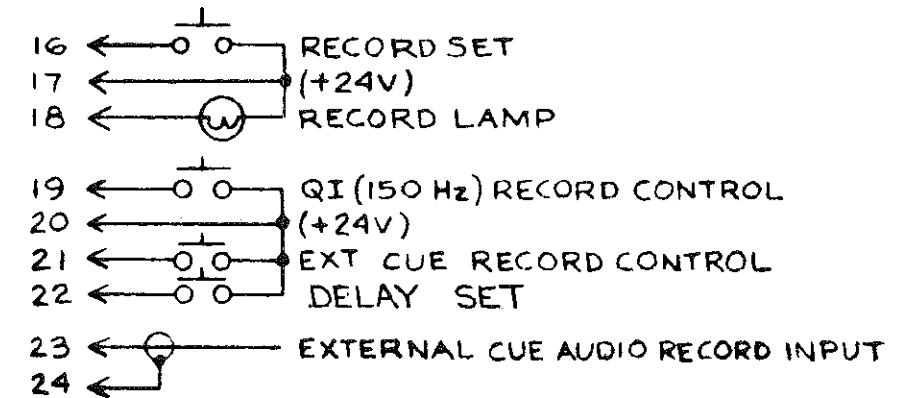 16 RECORD SET
17 (+24V)
18 RECORD LAMP
19 QI (150 Hz) RECORD CONTROL
20 (+24V)
21 EXT CUE RECORD CONTROL
22 DELAY SET
23 EXTERNAL CUE AUDIO RECORD INPUT
24